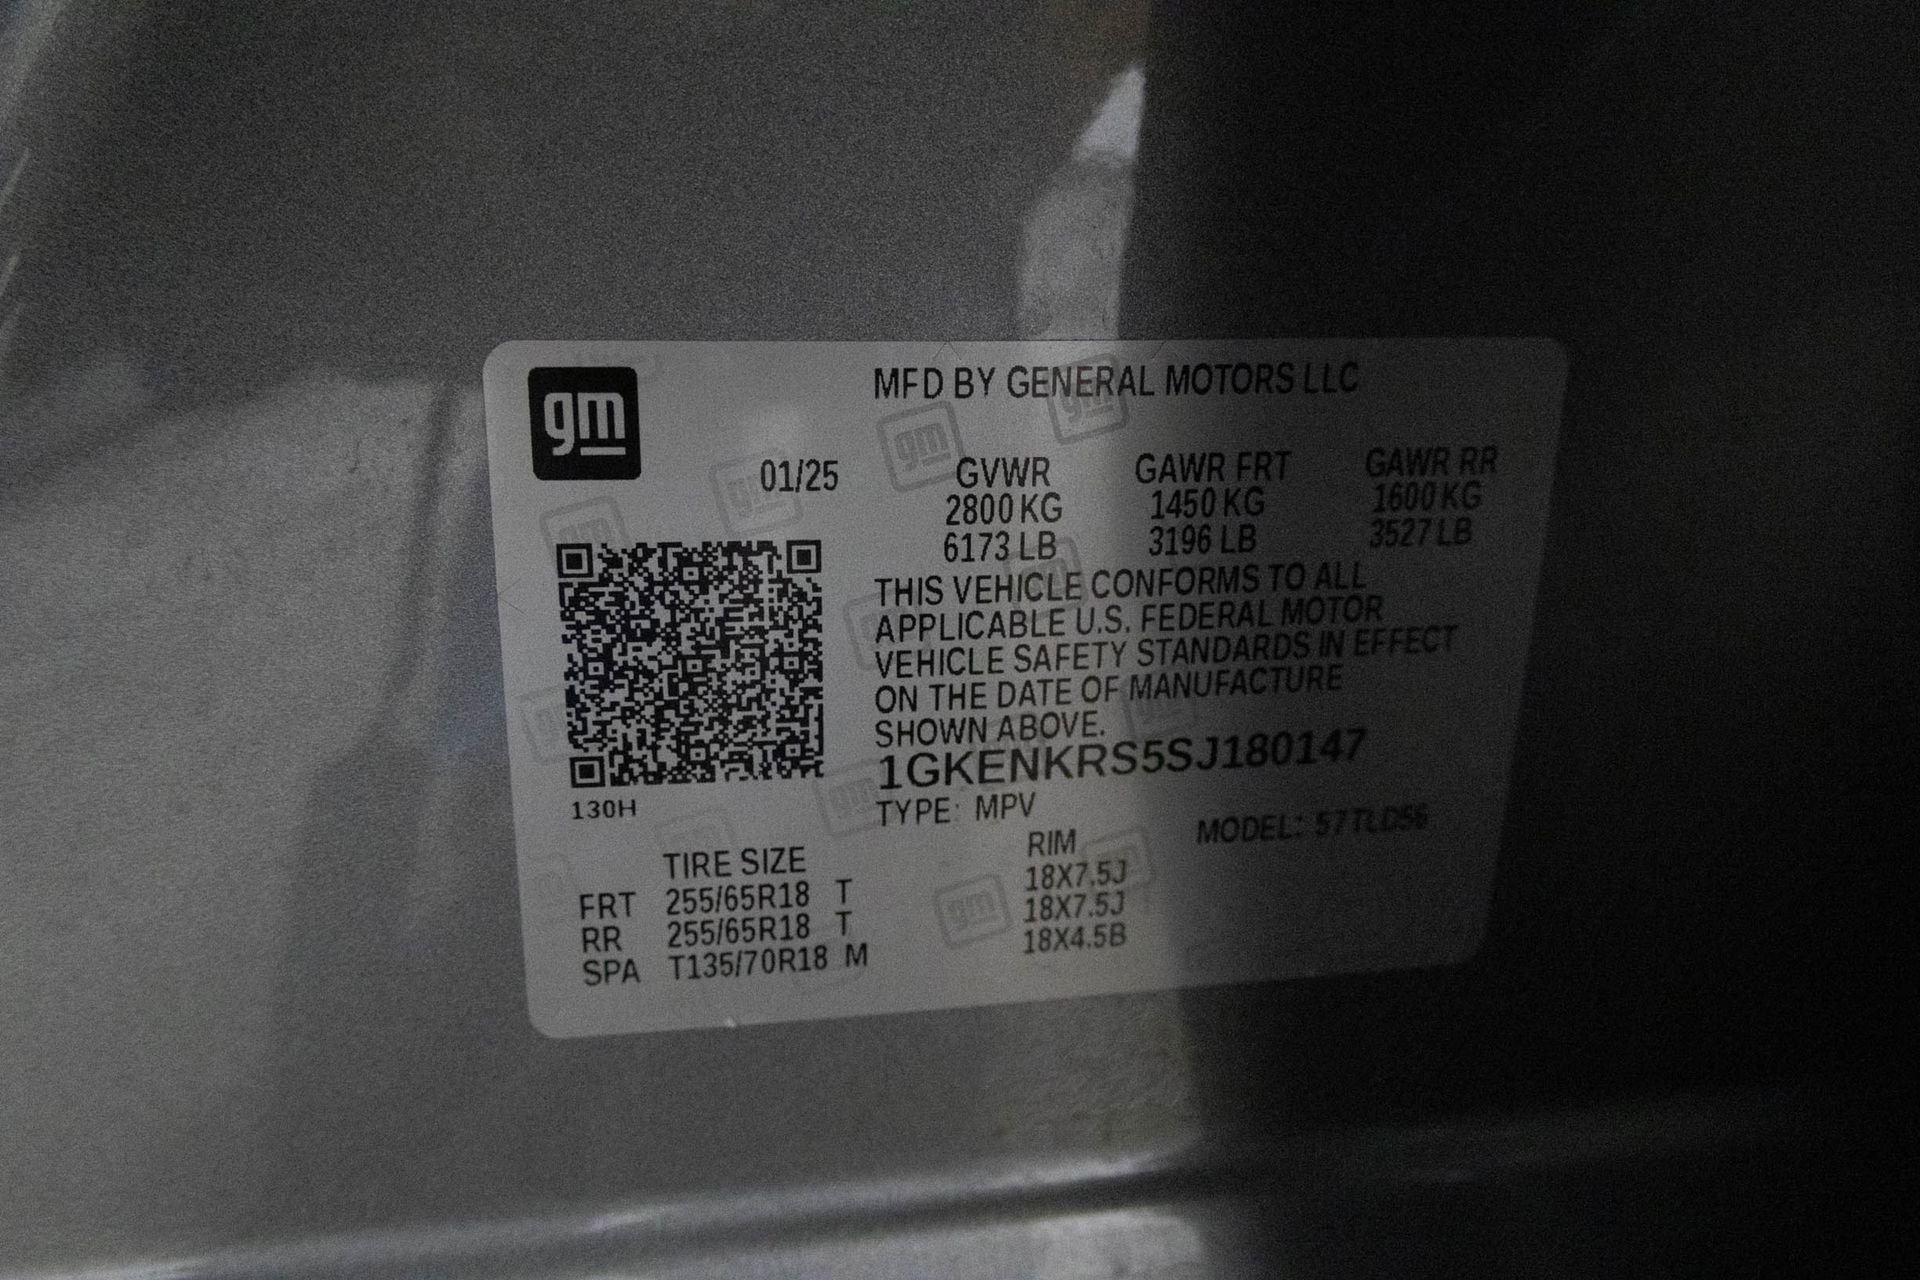 gm
MFD BY GENERAL MOTORS LLC
01/25 GVWR GAWR FRT GAWR RR
2800 KG 1450 KG 1600 KG
6173 LB 3196 LB 3527 LB
THIS VEHICLE CONFORMS TO ALL
APPLICABLE U.S. FEDERAL MOTOR
VEHICLE SAFETY STANDARDS IN EFFECT
ON THE DATE OF MANUFACTURE
SHOWN ABOVE.
1GKENKRS5SJ180147
130H
TYPE: MPV MODEL: 57TLD56
TIRE SIZE RIM
FRT 255/65R18 T 18X7.5J
RR 255/65R18 T 18X7.5J
SPA T135/70R18 M 18X4.5B